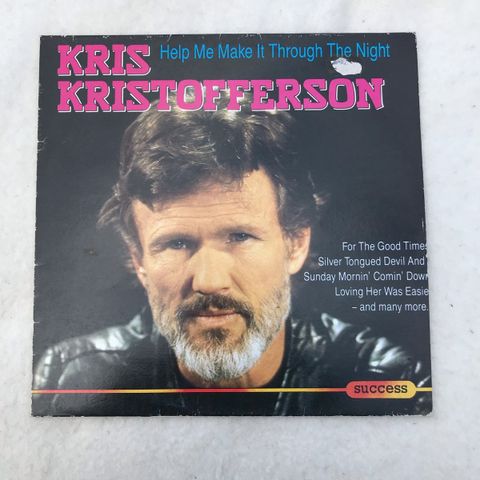 KRIS
Help Me Make It Through The Night
KRISTOFFERSON
For The Good Times
Silver Tongued Devil And I
Sunday Mornin' Comin' Down
Loving Her Was Easier
– and many more.
success